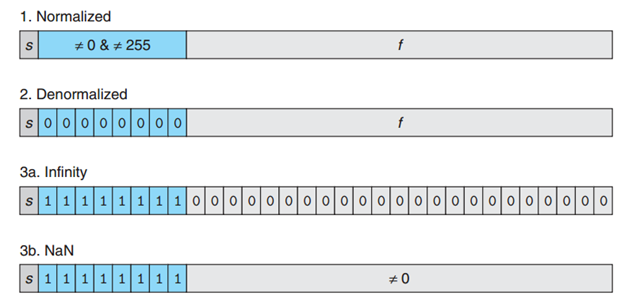 1. Normalized
s ≠ 0 & ≠ 255 f
2. Denormalized
s 0 0 0 0 0 0 0 0 f
3a. Infinity
s 1 1 1 1 1 1 1 1 0 0 0 0 0 0 0 0 0 0 0 0 0 0 0 0 0 0 0 0 0 0 0
3b. NaN
s 1 1 1 1 1 1 1 1 ≠ 0